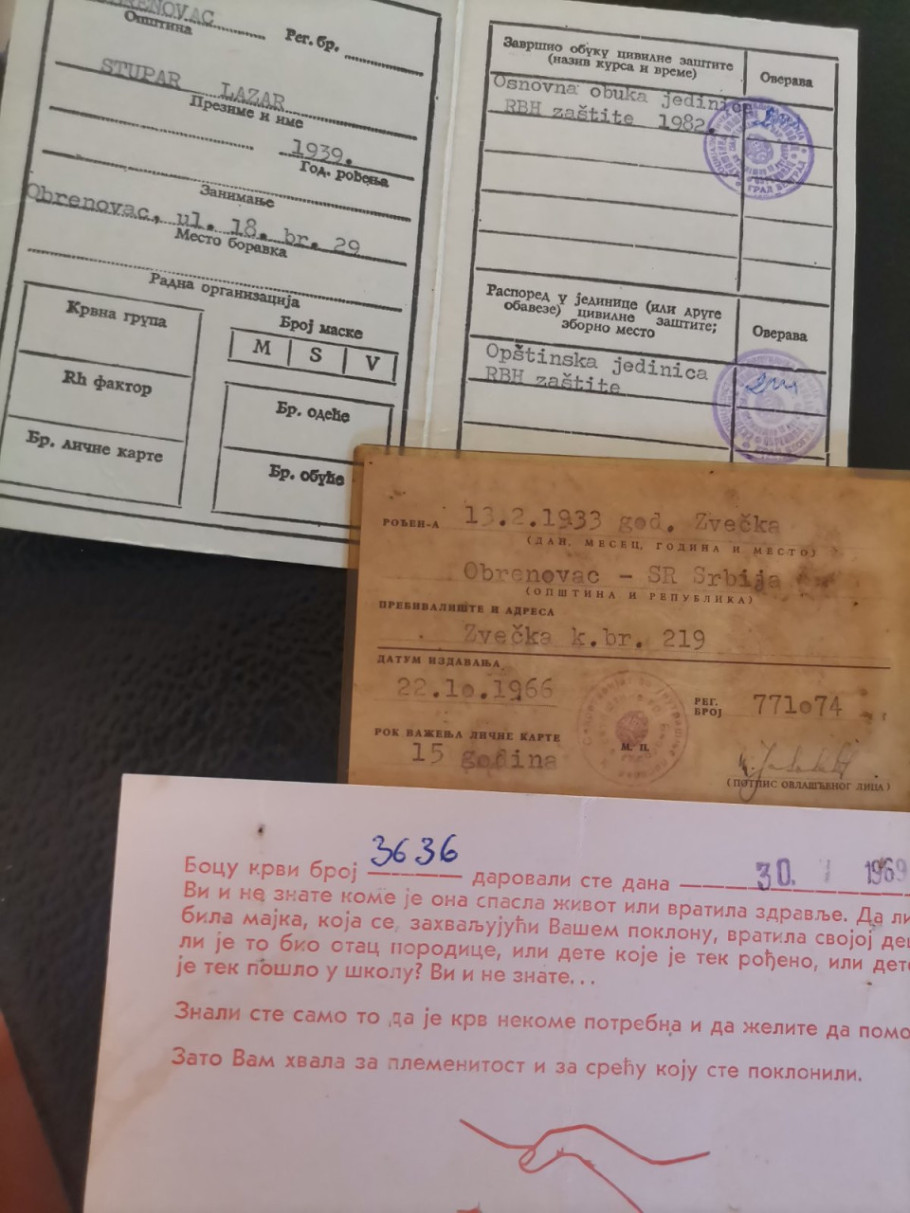 OBRENOVAC
Општина
Рег. бр.
STUPAR LAZAR
Презиме и име
1939.
Год. рођења
Занимање
Obrenovac, ul. 18. br. 29
Место боравка
Радна организација
Крвна група
Rh фактор
Бр. личне карте
Број маске
M | S | V
Бр. одеће
Бр. обуће
Завршио обуку цивилне заштите
(назив курса и време)
Оверава
Osnovna obuka jedinice
RBH zaštite 1982.
Распоред у јединице (или друге
обавезе) цивилне заштите;
зборно место
Оверава
Opštinska jedinica
RBH zaštite
РОЂЕН-А 13.2.1933 god. Zvečka
(ДАН, МЕСЕЦ, ГОДИНА И МЕСТО)
Obrenovac - SR Srbija
(ОПШТИНА И РЕПУБЛИКА)
ПРЕБИВАЛИШТЕ И АДРЕСА
Zvečka k.br. 219
ДАТУМ ИЗДАВАЊА
22.1o.1966
РЕГ.
БРОЈ
771o74
РОК ВАЖЕЊА ЛИЧНЕ КАРТЕ
15 godina
М. П.
(ПОТПИС ОВЛАШЋЕНОГ ЛИЦА)
Боцу крви број 3636 даровали сте дана 30. 1969
Ви и не знате коме је она спасла живот или вратила здравље. Да ли
била мајка, која се, захваљујући Вашем поклону, вратила својој
ли је то био отац породице, или дете које је тек рођено, или
је тек пошло у школу? Ви и не знате...
Знали сте само то да је крв некоме потребна и да желите да
Зато Вам хвала за племенитост и за срећу коју сте поклонили.